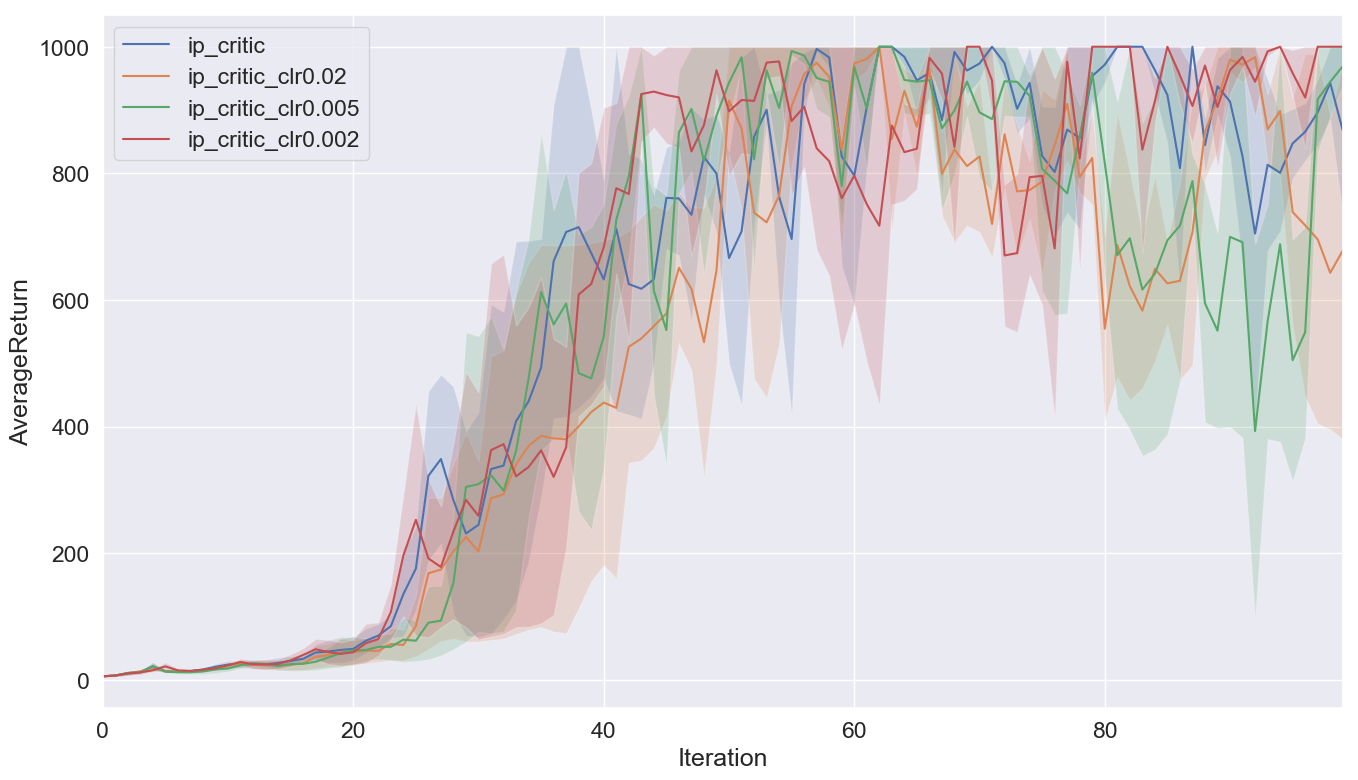 ip_critic
ip_critic_clr0.02
ip_critic_clr0.005
ip_critic_clr0.002
1000
800
600
400
200
0
AverageReturn
0 20 40 60 80
Iteration